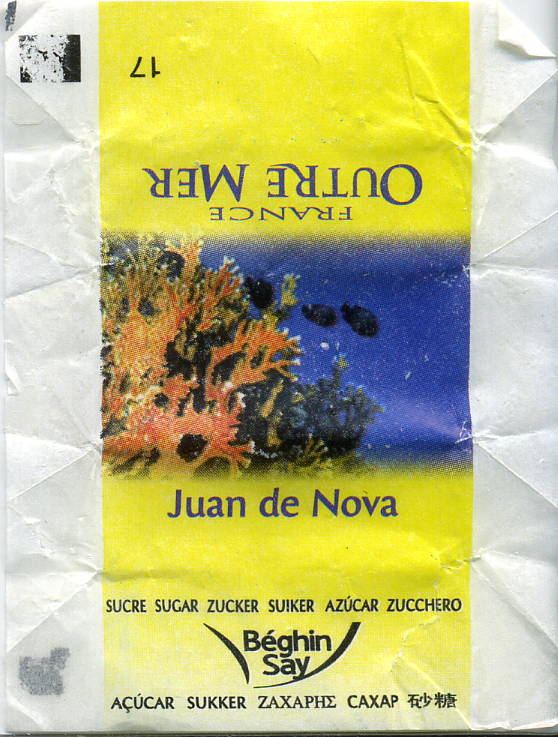 17
OUTRE MER
FRANCE
Juan de Nova
SUCRE SUGAR ZUCKER SUIKER AZÚCAR ZUCCHERO
Béghin
Say
AÇÚCAR SUKKER ΖΑΧΑΡΗΣ САХАР 砂糖